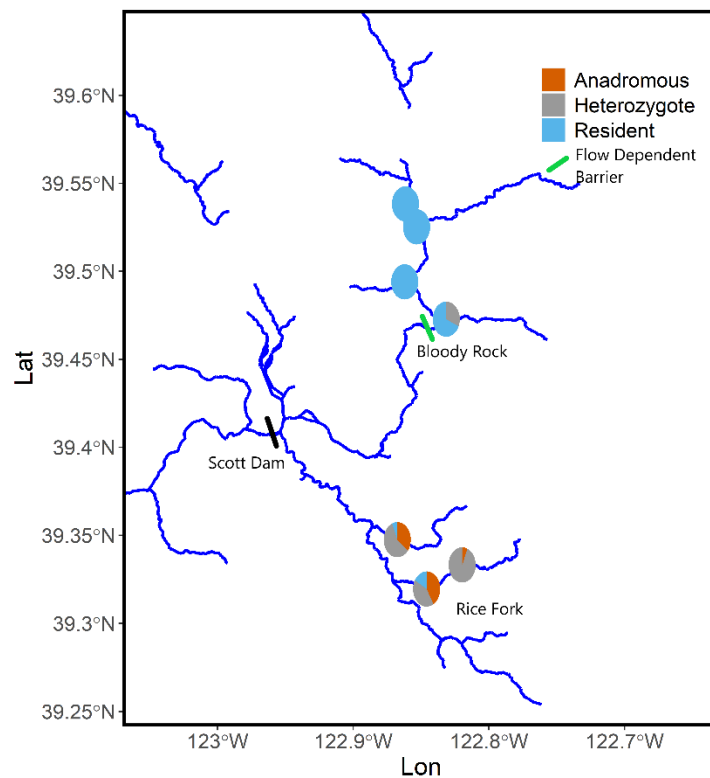 39.6°N
39.55°N
39.5°N
39.45°N
39.4°N
39.35°N
39.3°N
39.25°N
Lat
Anadromous
Heterozygote
Resident
Flow Dependent
Barrier
Bloody Rock
Scott Dam
Rice Fork
123°W
122.9°W
122.8°W
122.7°W
Lon